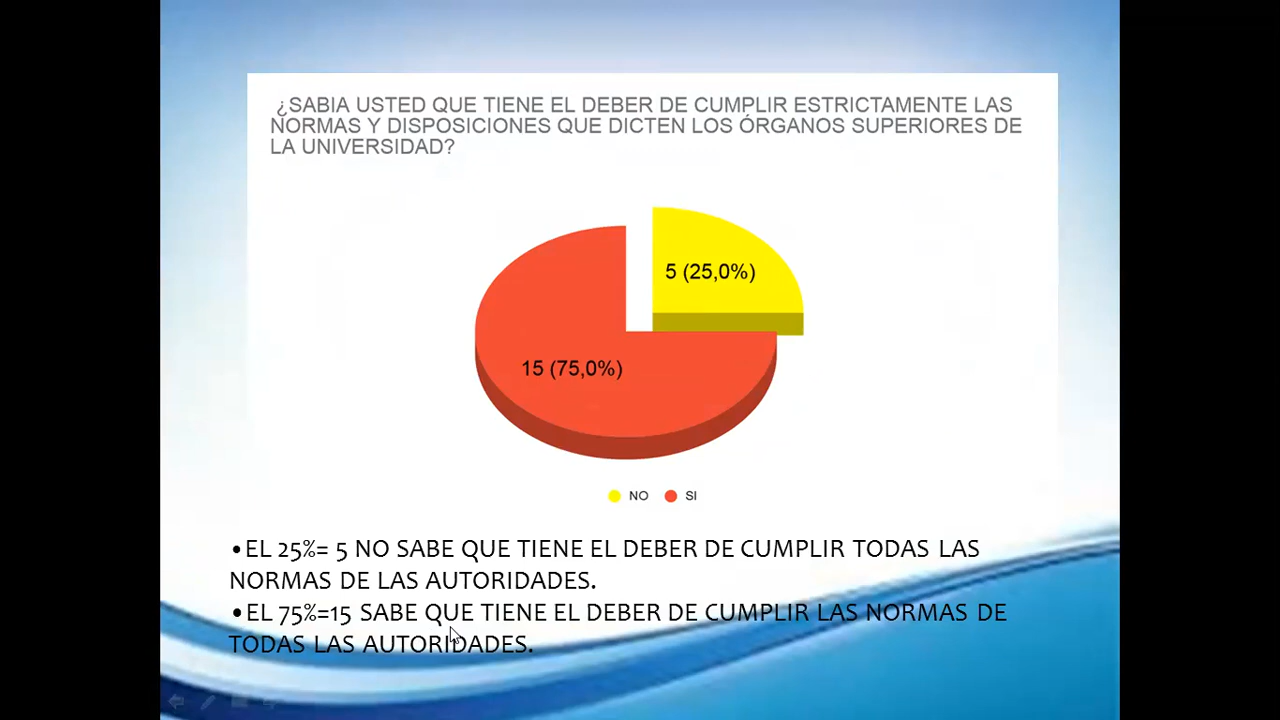 ¿SABIA USTED QUE TIENE EL DEBER DE CUMPLIR ESTRICTAMENTE LAS
NORMAS Y DISPOSICIONES QUE DICTEN LOS ÓRGANOS SUPERIORES DE
LA UNIVERSIDAD?
5 (25,0%)
15 (75,0%)
NO SI
•EL 25%= 5 NO SABE QUE TIENE EL DEBER DE CUMPLIR TODAS LAS
NORMAS DE LAS AUTORIDADES.
•EL 75%=15 SABE QUE TIENE EL DEBER DE CUMPLIR LAS NORMAS DE
TODAS LAS AUTORIDADES.